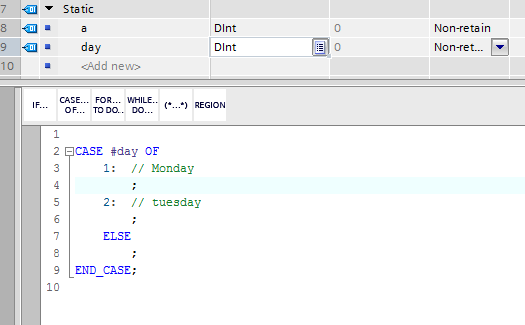 7 Static
8 a DInt 0 Non-retain
9 day DInt 0 Non-ret...
10 <Add new>
IF... CASE... OF... FOR... TO DO.. WHILE.. DO... (*...*) REGION
1
2 CASE #day OF
3 1: // Monday
4 ;
5 2: // tuesday
6 ;
7 ELSE
8 ;
9 END_CASE;
10